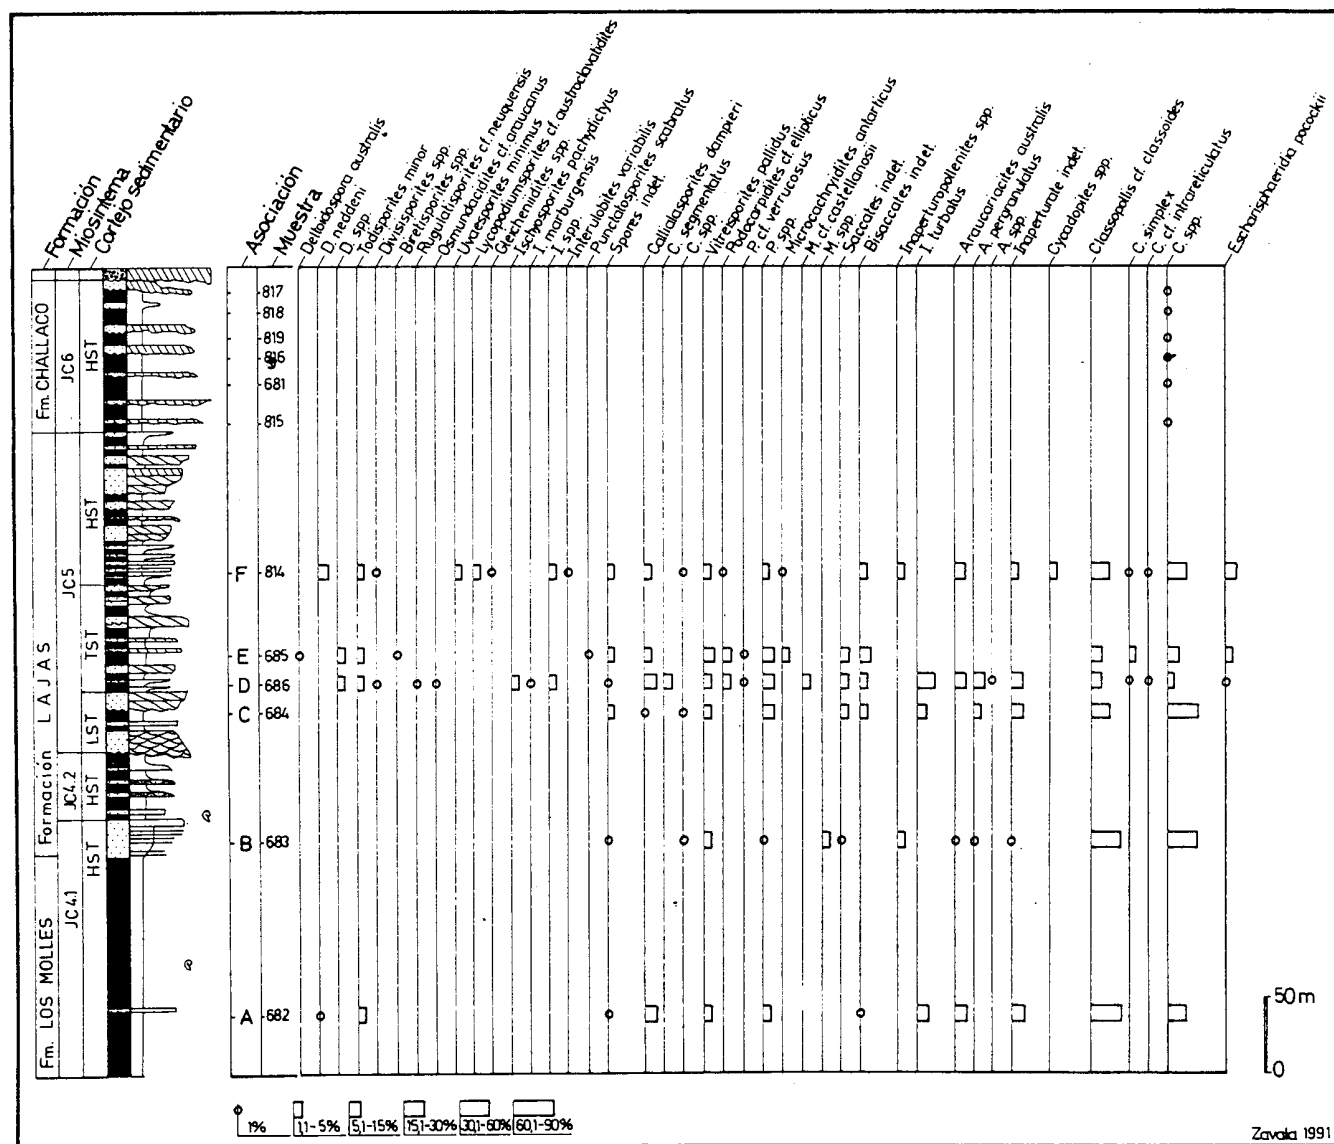 Formación
Miosintema
Cortejo sedimentario
Asociación
Muestra
Deltoidospora australis
D. neddeni
D. spp.
Todisporites minor
Divisisporites spp.
Breitisporites spp.
Rugulatisporites cf. neuquensis
Osmundacidites cf. araucanus
Uvaesporites minimus
Lycopodiumsporites cf. austroclavatidites
Gleicheniidites spp.
Ischyosporites pachydictyus
I. marburgensis
I. spp.
Interulobites variabilis
Punctatosporites scabratus
Spores indet.
Callialasporites dampieri
C. segmentatus
C. spp.
Vitreisporites pallidus
Podocarpidites cf. ellipticus
P. cf. verrucosus
P. spp.
Microcachryidites antarticus
M. cf. castellanosii
M. spp.
Saccates indet.
Bisaccates indet.
Inaperturopollenites spp.
I. turbatus
Araucariacites australis
A. pergranulatus
A. spp.
Inaperturate indet.
Cycadopites spp.
Classopollis cf. classoides
C. simplex
C. cf. intrareticulatus
C. spp.
Escharisphaeridia pocockii
Fm. CHALLACO
JC6
HST
817
818
819
816
681
815
Formación LAJAS
JC5
HST
TST
LST
F 814
E 685
D 686
C 684
JC4.2
HST
B 683
Fm. LOS MOLLES
JC4.1
HST
A 682
50m
0
1%
1,1-5%
5,1-15%
15,1-30%
30,1-60%
60,1-90%
Zavala 1991